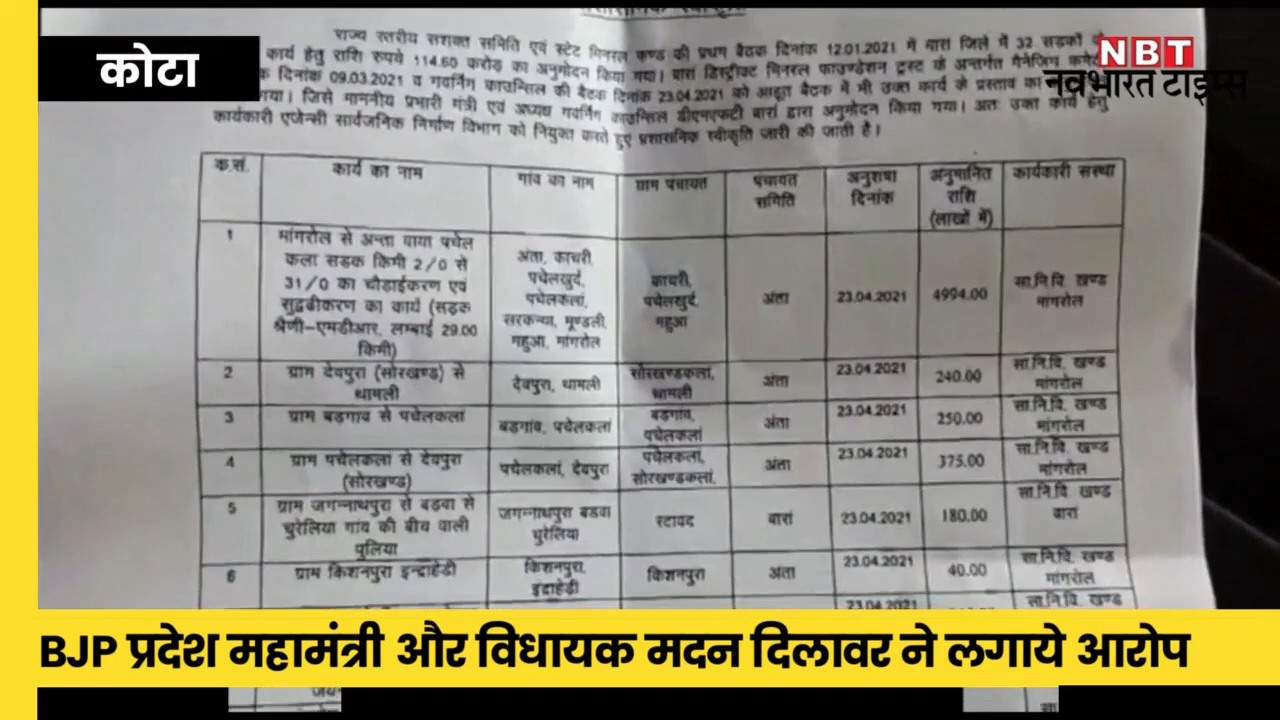 कोटा
NBT
नवभारत टाइम्स
प्रशासनिक स्वीकृति
राज्य स्तरीय सशक्त समिति एवं स्टेट मिनरल फण्ड की प्रथम बैठक दिनांक 12.01.2021 में बारां जिले में 32 सड़कों
कार्य हेतु राशि रूपये 114.60 करोड़ का अनुमोदन किया गया। बारां डिस्ट्रीक्ट मिनरल फाउण्डेशन ट्रस्ट के अन्तर्गत मैनेजिंग
क दिनांक 09.03.2021 व गवर्निंग काउन्सिल की बैठक दिनांक 23.04.2021 को आहूत बैठक में भी उक्त कार्य के प्रस्ताव का
गया। जिसे माननीय प्रभारी मंत्री एवं अध्यक्ष गवर्निंग काउन्सिल डीएमएफटी बारां द्वारा अनुमोदन किया गया। अतः उक्त कार्य हेतु
कार्यकारी एजेन्सी सार्वजनिक निर्माण विभाग को नियुक्त करते हुए प्रशासनिक स्वीकृति जारी की जाती है।
क.सं. कार्य का नाम गांव का नाम ग्राम पंचायत पंचायत समिति अनुशषा दिनांक अनुमानित राशि (लाखों में) कार्यकारी संस्था
1 मांगरोल से अन्ता वाया पचेल कला सडक किमी 2/0 से 31/0 का चौड़ाईकरण एवं सुद्रढीकरण का कार्य (सड़क श्रेणी-एमडीआर, लम्बाई 29.00 किमी) अंता, काचरी, पचेलखुर्द, पचेलकलां, सरकन्या, मूण्डली, महुआ, मांगरोल काचरी, पचेलखुर्द, महुआ अंता 23.04.2021 4994.00 सा.नि.वि. खण्ड मांगरोल
2 ग्राम देवपुरा (सोरखण्ड) से थामली देवपुरा, थामली सोरखण्डकलां, थामली अंता 23.04.2021 240.00 सा.नि.वि. खण्ड मांगरोल
3 ग्राम बड़गाव से पचेलकलां बडगांव, पचेलकलां बडगांव, पचेलकलां अंता 23.04.2021 250.00 सा.नि.वि. खण्ड मांगरोल
4 ग्राम पचेलकला से देवपुरा (सोरखण्ड) पचेलकलां, देवपुरा पचेलकलां, सोरखण्डकलां, अंता 23.04.2021 375.00 सा.नि.वि. खण्ड मांगरोल
5 ग्राम जगन्नाथपुरा से बड़वा से चुरेलिया गांव की बीच वाली पुलिया जगन्नाथपुरा बडवा चुरेलिया रटावद बारां 23.04.2021 180.00 सा.नि.वि. खण्ड बारां
6 ग्राम किशनपुरा इन्द्राहेडी किशनपुरा, इंद्राहेडी किशनपुरा अंता 23.04.2021 40.00 सा.नि.वि. खण्ड मांगरोल
23.04.2021 सा.नि.वि. खण्ड
BJP प्रदेश महामंत्री और विधायक मदन दिलावर ने लगाये आरोप